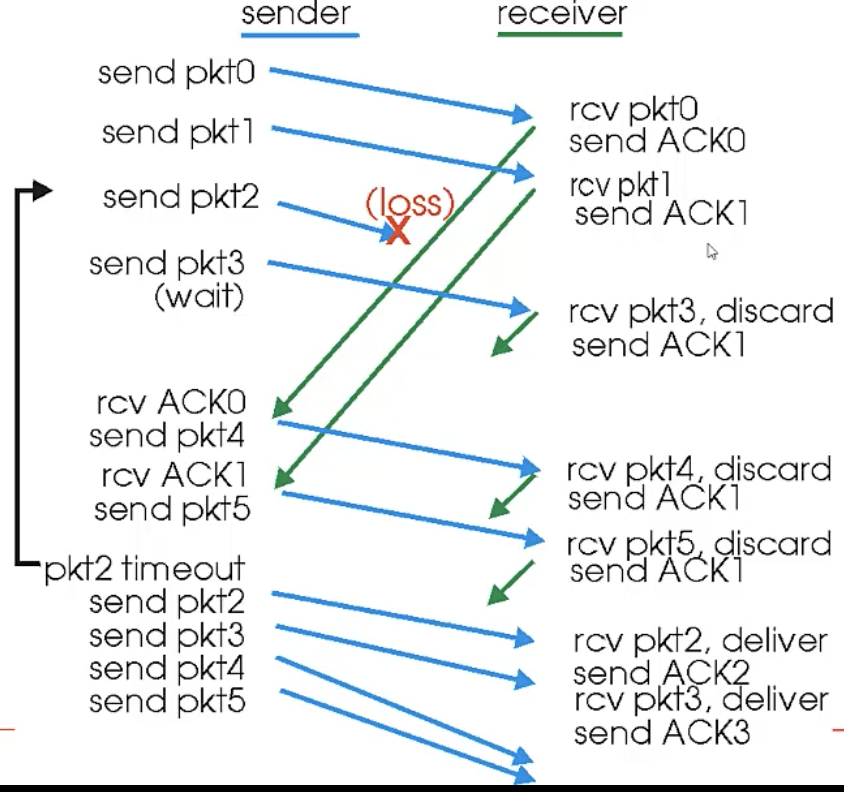 sender
receiver
send pkt0
send pkt1
send pkt2
send pkt3
(wait)
(loss)
X
rcv ACK0
send pkt4
rcv ACK1
send pkt5
pkt2 timeout
send pkt2
send pkt3
send pkt4
send pkt5
rcv pkt0
send ACK0
rcv pkt1
send ACK1
rcv pkt3, discard
send ACK1
rcv pkt4, discard
send ACK1
rcv pkt5, discard
send ACK1
rcv pkt2, deliver
send ACK2
rcv pkt3, deliver
send ACK3